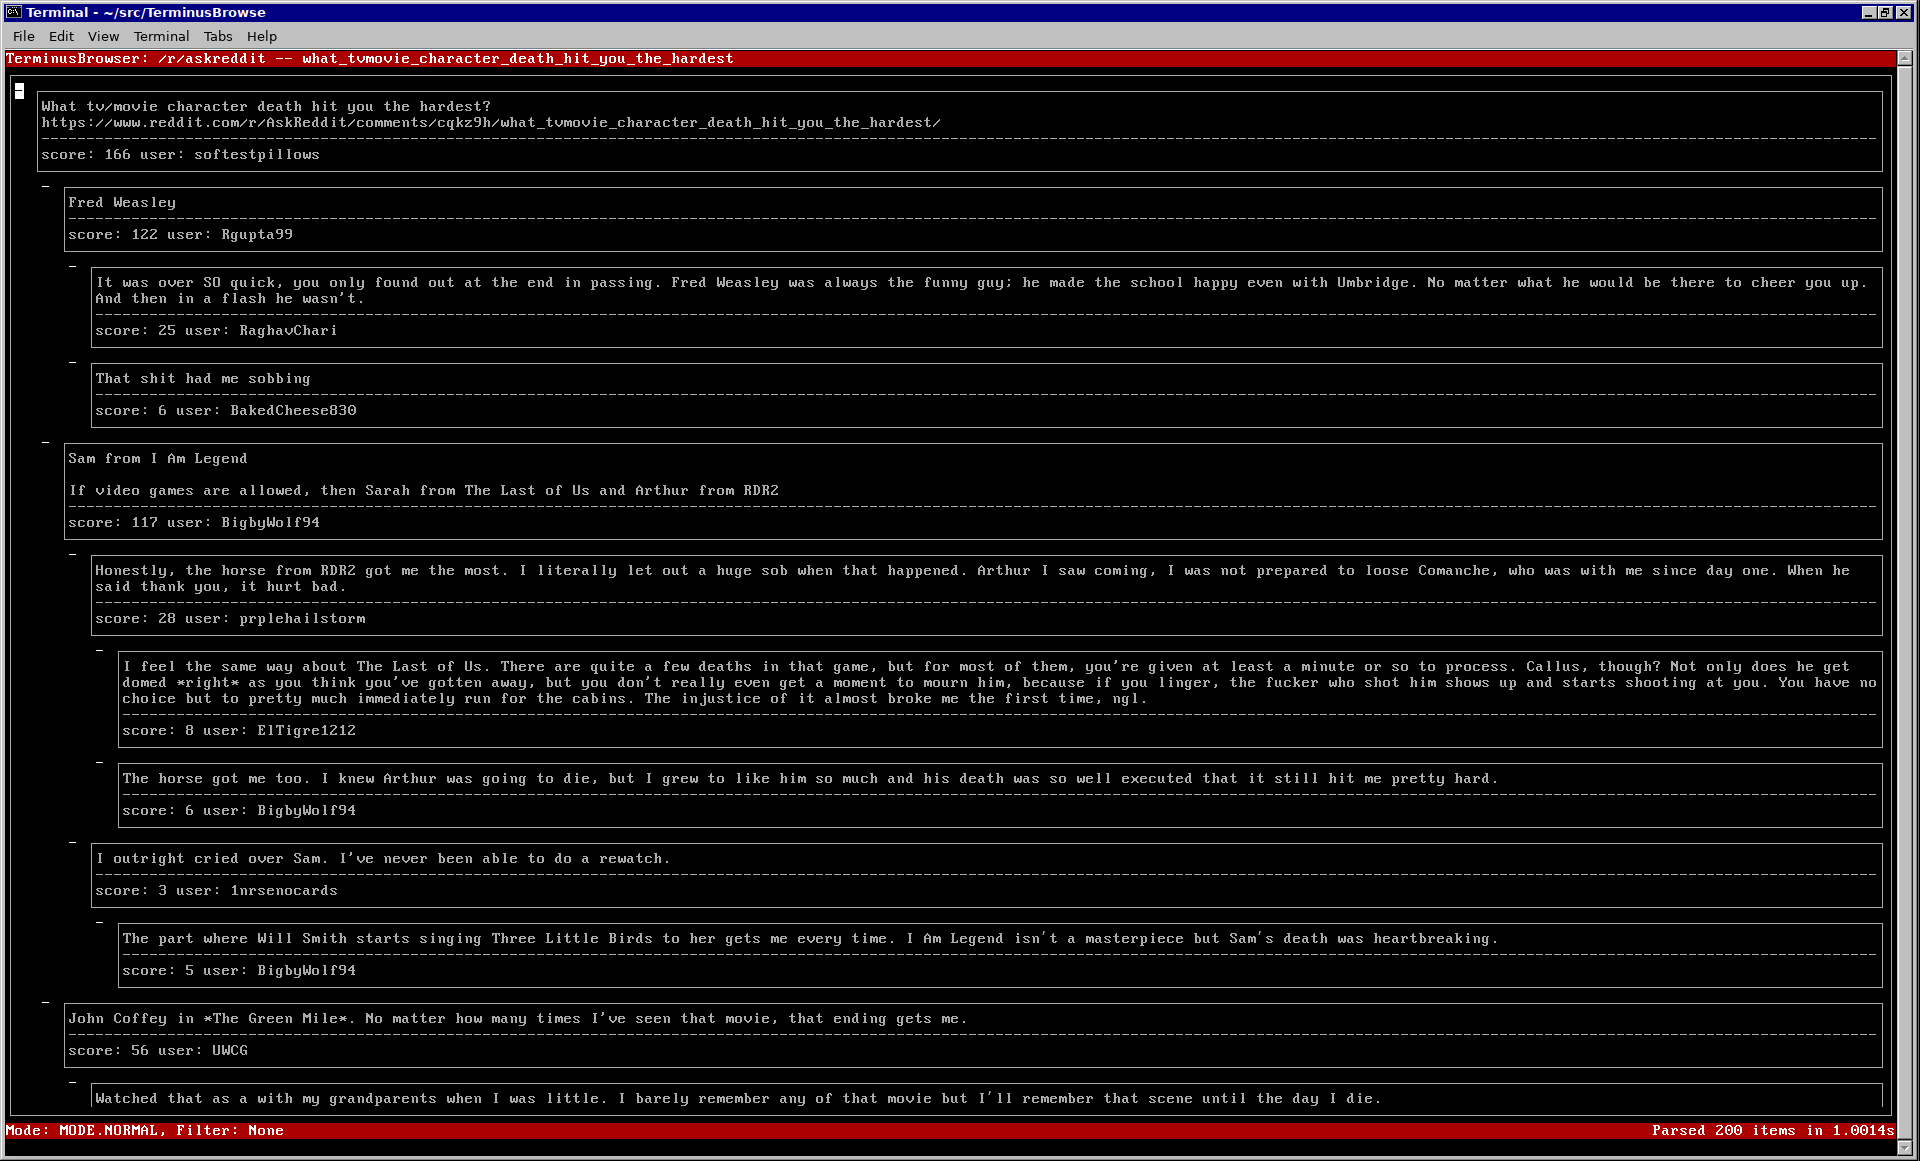 Terminal - ~/src/TerminusBrowse
File Edit View Terminal Tabs Help
TerminusBrowser: /r/askreddit -- what_tvmovie_character_death_hit_you_the_hardest
What tv/movie character death hit you the hardest?
https://www.reddit.com/r/AskReddit/comments/cqkz9h/what_tvmovie_character_death_hit_you_the_hardest/
score: 166 user: softestpillows
Fred Weasley
score: 122 user: Rgupta99
It was over SO quick, you only found out at the end in passing. Fred Weasley was always the funny guy; he made the school happy even with Umbridge. No matter what he would be there to cheer you up.
And then in a flash he wasn't.
score: 25 user: RaghavChari
That shit had me sobbing
score: 6 user: BakedCheese830
Sam from I Am Legend
If video games are allowed, then Sarah from The Last of Us and Arthur from RDR2
score: 117 user: BigbyWolf94
Honestly, the horse from RDR2 got me the most. I literally let out a huge sob when that happened. Arthur I saw coming, I was not prepared to loose Comanche, who was with me since day one. When he
said thank you, it hurt bad.
score: 28 user: prplehailstorm
I feel the same way about The Last of Us. There are quite a few deaths in that game, but for most of them, you're given at least a minute or so to process. Callus, though? Not only does he get
domed *right* as you think you've gotten away, but you don't really even get a moment to mourn him, because if you linger, the fucker who shot him shows up and starts shooting at you. You have no
choice but to pretty much immediately run for the cabins. The injustice of it almost broke me the first time, ngl.
score: 8 user: ElTigre1212
The horse got me too. I knew Arthur was going to die, but I grew to like him so much and his death was so well executed that it still hit me pretty hard.
score: 6 user: BigbyWolf94
I outright cried over Sam. I've never been able to do a rewatch.
score: 3 user: 1nrsenocards
The part where Will Smith starts singing Three Little Birds to her gets me every time. I Am Legend isn't a masterpiece but Sam's death was heartbreaking.
score: 5 user: BigbyWolf94
John Coffey in *The Green Mile*. No matter how many times I've seen that movie, that ending gets me.
score: 56 user: UWCG
Watched that as a with my grandparents when I was little. I barely remember any of that movie but I'll remember that scene until the day I die.
Mode: MODE.NORMAL, Filter: None
Parsed 200 items in 1.0014s